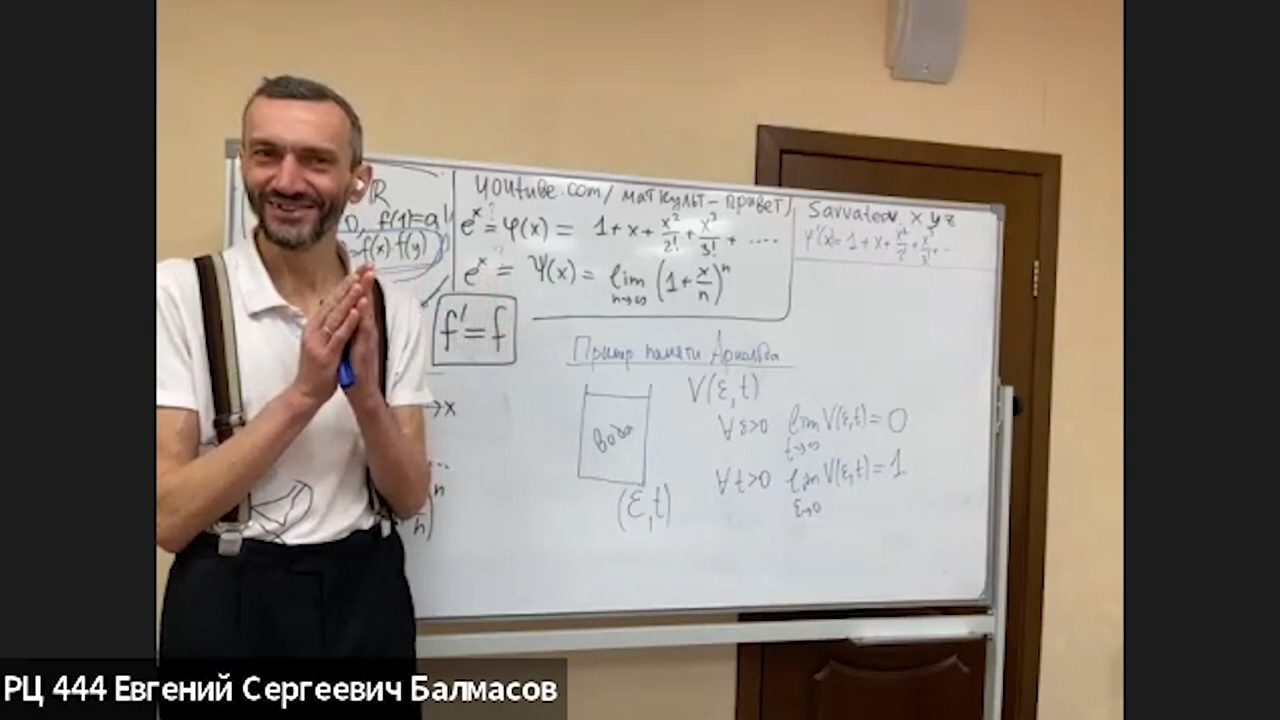 R
0, f(1)=a
f(x) f(y)
youtube.com/маткульт-привет
e^x ?= φ(x) = 1+x+x²/2!+x³/3!+....
e^x ?= Ψ(x) = lim n→∞ (1+x/n)^n
f'=f
Savvateev.xyz
φ'(x)=1+x+x²/2!+x³/3!+...
→x
Пример памяти Арнольда
вода
(ε,t)
V(ε,t)
∀ ε>0 lim t→∞ V(ε,t)=0
∀ t>0 lim ε→0 V(ε,t)=1
РЦ 444 Евгений Сергеевич Балмасов